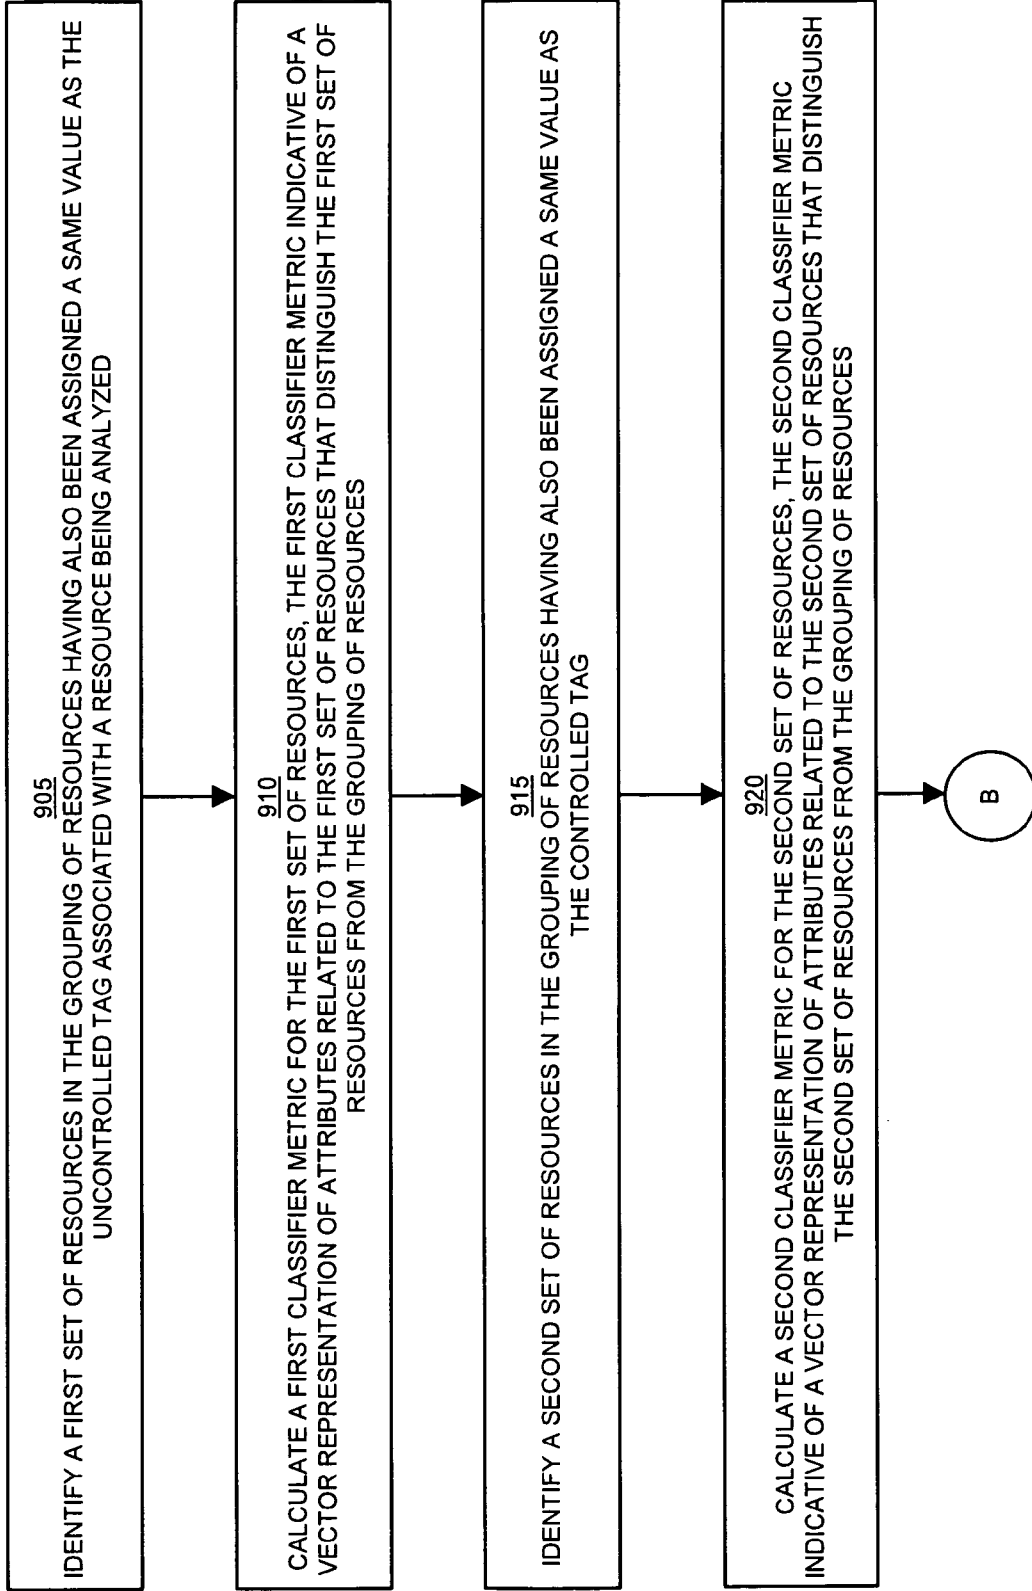 905
IDENTIFY A FIRST SET OF RESOURCES IN THE GROUPING OF RESOURCES HAVING ALSO BEEN ASSIGNED A SAME VALUE AS THE
UNCONTROLLED TAG ASSOCIATED WITH A RESOURCE BEING ANALYZED
910
CALCULATE A FIRST CLASSIFIER METRIC FOR THE FIRST SET OF RESOURCES, THE FIRST CLASSIFIER METRIC INDICATIVE OF A
VECTOR REPRESENTATION OF ATTRIBUTES RELATED TO THE FIRST SET OF RESOURCES THAT DISTINGUISH THE FIRST SET OF
RESOURCES FROM THE GROUPING OF RESOURCES
915
IDENTIFY A SECOND SET OF RESOURCES IN THE GROUPING OF RESOURCES HAVING ALSO BEEN ASSIGNED A SAME VALUE AS
THE CONTROLLED TAG
920
CALCULATE A SECOND CLASSIFIER METRIC FOR THE SECOND SET OF RESOURCES, THE SECOND CLASSIFIER METRIC
INDICATIVE OF A VECTOR REPRESENTATION OF ATTRIBUTES RELATED TO THE SECOND SET OF RESOURCES THAT DISTINGUISH
THE SECOND SET OF RESOURCES FROM THE GROUPING OF RESOURCES
B